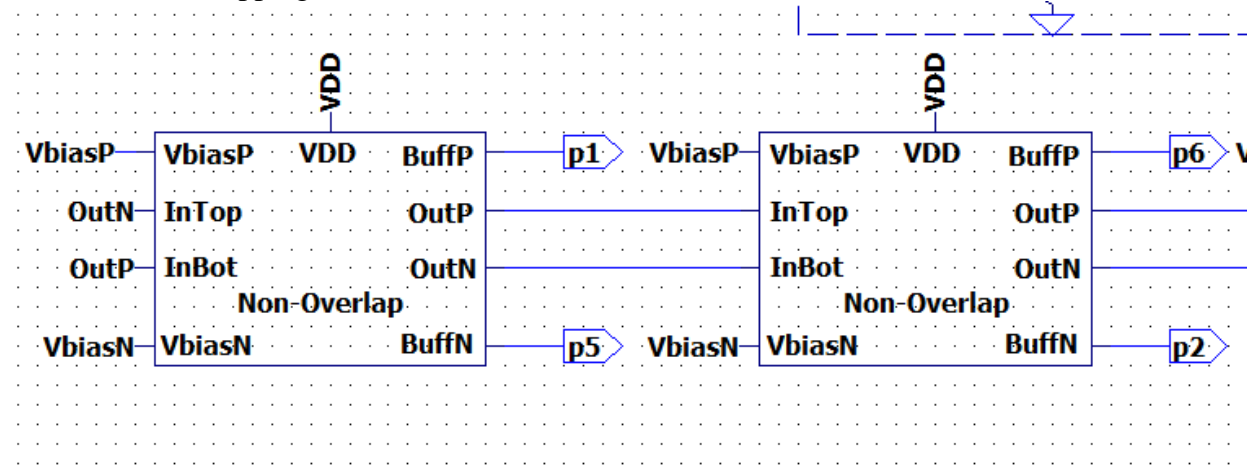 VDD VDD
VbiasP VbiasP VDD BuffP p1 VbiasP VbiasP VDD BuffP p6
OutN InTop OutP InTop OutP
OutP InBot OutN InBot OutN
Non-Overlap Non-Overlap
VbiasN VbiasN BuffN p5 VbiasN VbiasN BuffN p2